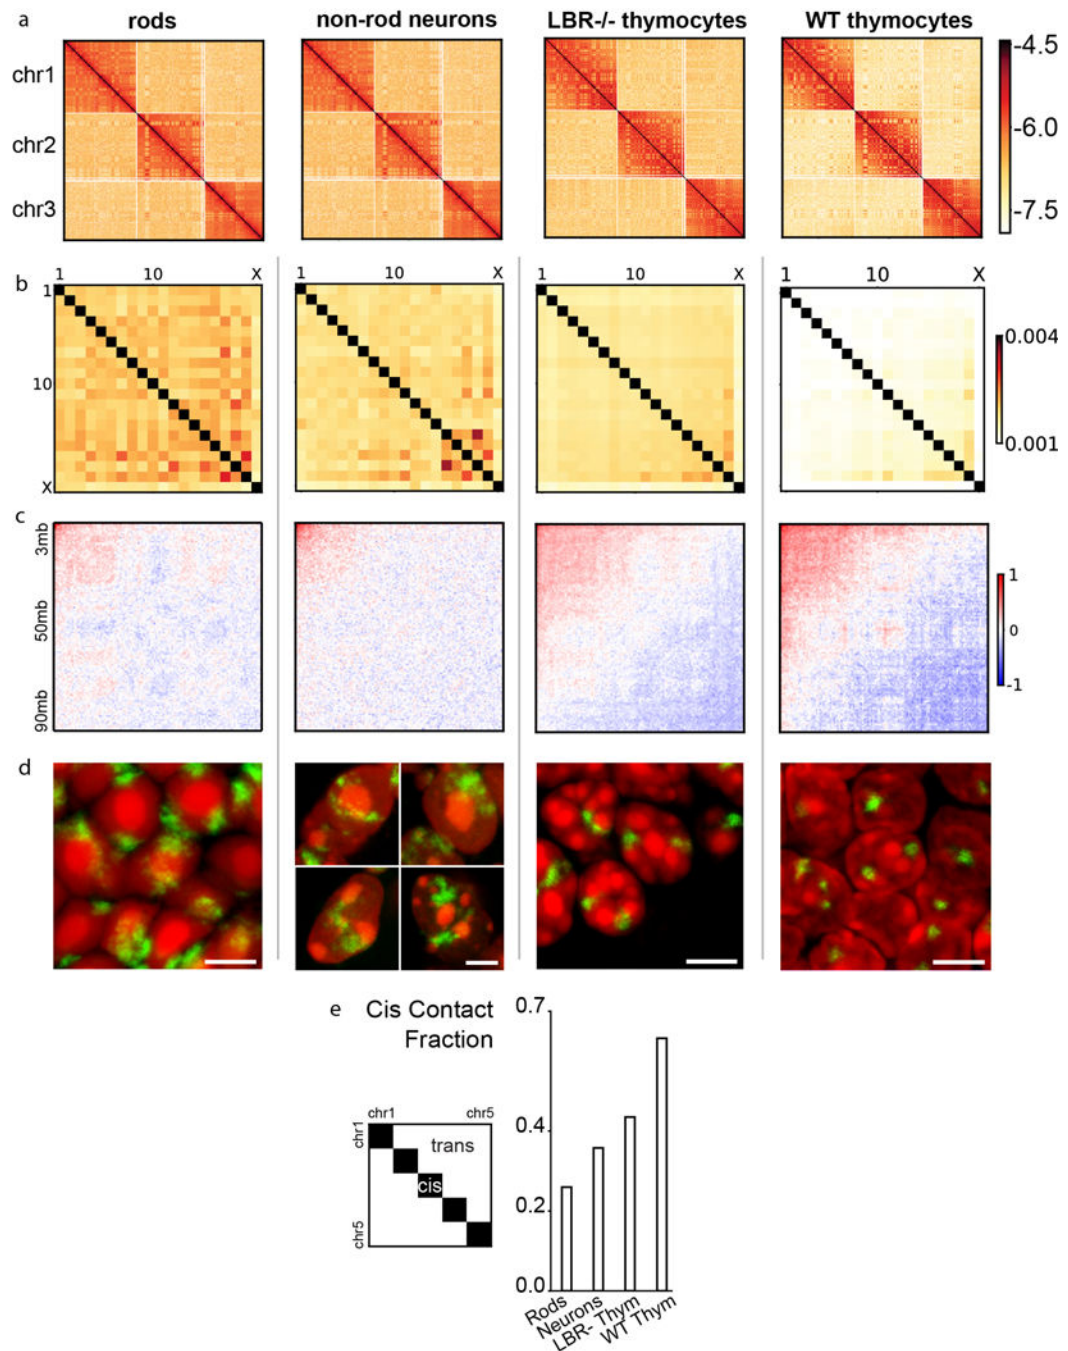 a
rods
non-rod neurons
LBR-/- thymocytes
WT thymocytes
chr1
chr2
chr3
-4.5
-6.0
-7.5
b
1 10 X
1 10 X
1 10 X
1 10 X
1
10
X
0.004
0.001
c
3mb
50mb
90mb
1
0
-1
d
e
Cis Contact
Fraction
chr1 chr5
chr1
chr5
trans
cis
0.7
0.4
0.2
0.0
Rods
Neurons
LBR- Thym
WT Thym